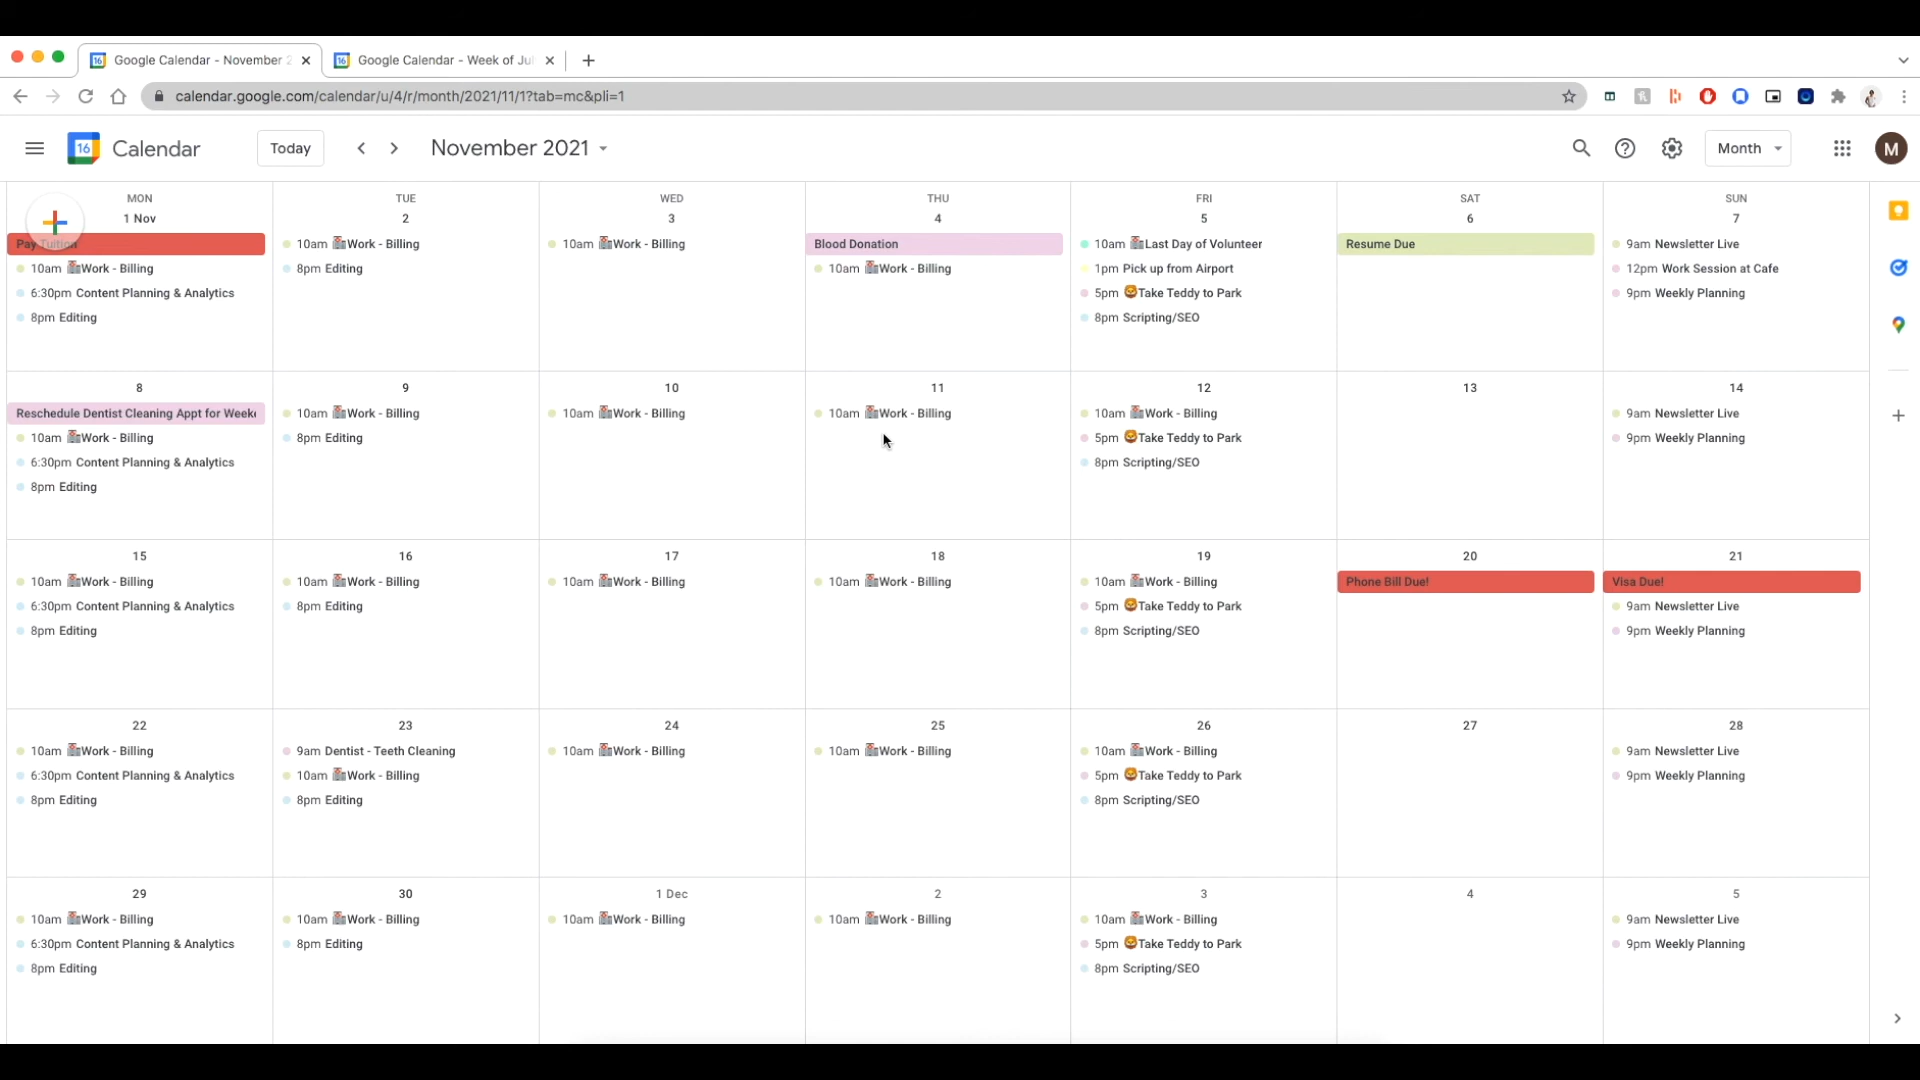 Google Calendar - November 2
Google Calendar - Week of Jul
calendar.google.com/calendar/u/4/r/month/2021/11/1?tab=mc&pli=1
16 Calendar
Today
November 2021
Month
M
MON TUE WED THU FRI SAT SUN
1 Nov
Pay Tuition
10am Work - Billing
6:30pm Content Planning & Analytics
8pm Editing
2
10am Work - Billing
8pm Editing
3
10am Work - Billing
4
Blood Donation
10am Work - Billing
5
10am Last Day of Volunteer
1pm Pick up from Airport
5pm Take Teddy to Park
8pm Scripting/SEO
6
Resume Due
7
9am Newsletter Live
12pm Work Session at Cafe
9pm Weekly Planning
8
Reschedule Dentist Cleaning Appt for Weeke
10am Work - Billing
6:30pm Content Planning & Analytics
8pm Editing
9
10am Work - Billing
8pm Editing
10
10am Work - Billing
11
10am Work - Billing
12
10am Work - Billing
5pm Take Teddy to Park
8pm Scripting/SEO
13
14
9am Newsletter Live
9pm Weekly Planning
15
10am Work - Billing
6:30pm Content Planning & Analytics
8pm Editing
16
10am Work - Billing
8pm Editing
17
10am Work - Billing
18
10am Work - Billing
19
10am Work - Billing
5pm Take Teddy to Park
8pm Scripting/SEO
20
Phone Bill Due!
21
Visa Due!
9am Newsletter Live
9pm Weekly Planning
22
10am Work - Billing
6:30pm Content Planning & Analytics
8pm Editing
23
9am Dentist - Teeth Cleaning
10am Work - Billing
8pm Editing
24
10am Work - Billing
25
10am Work - Billing
26
10am Work - Billing
5pm Take Teddy to Park
8pm Scripting/SEO
27
28
9am Newsletter Live
9pm Weekly Planning
29
10am Work - Billing
6:30pm Content Planning & Analytics
8pm Editing
30
10am Work - Billing
8pm Editing
1 Dec
10am Work - Billing
2
10am Work - Billing
3
10am Work - Billing
5pm Take Teddy to Park
8pm Scripting/SEO
4
5
9am Newsletter Live
9pm Weekly Planning